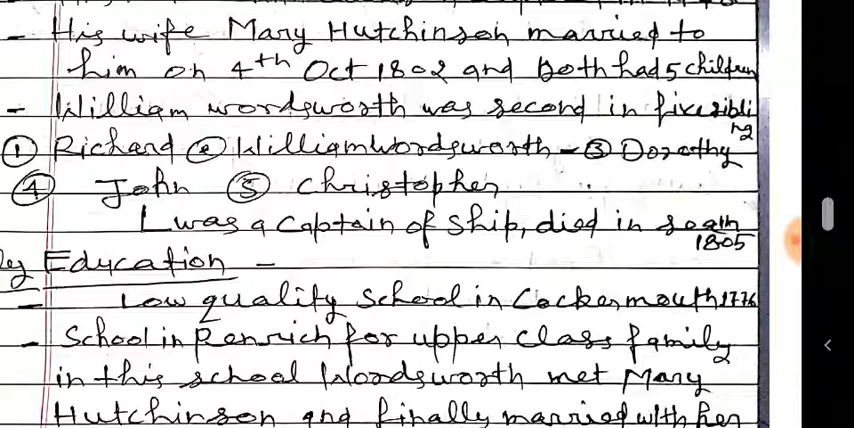 - His wife Mary Hutchinson married to
him on 4th Oct 1802 and both had 5 children
- William wordsworth was second in five sibling
① Richard ② William Wordsworth - ③ Dorothy
④ John ⑤ Christopher
was a Captain of Ship, died in
1805
Education -
- Low quality School in Cockermouth 1776
- School in Penrich for upper class family
in this school Wordsworth met Mary
Hutchinson and finally married with her